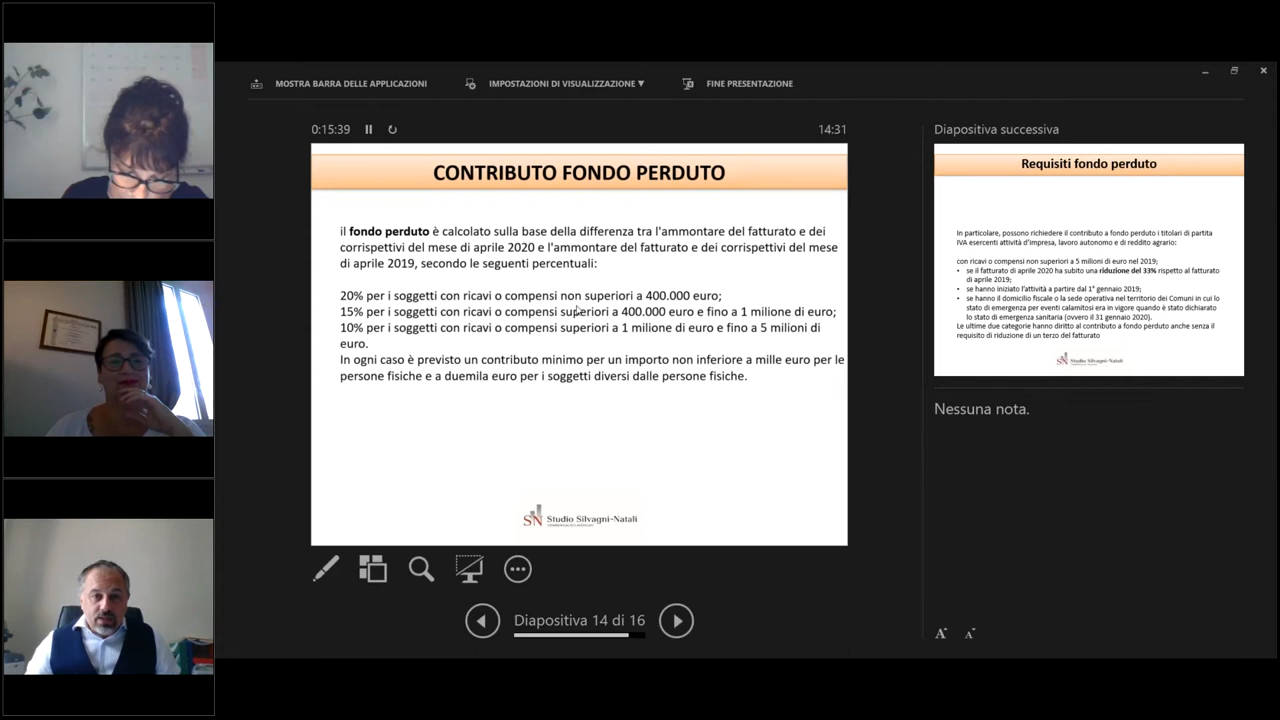 MOSTRA BARRA DELLE APPLICAZIONI
IMPOSTAZIONI DI VISUALIZZAZIONE ▼
FINE PRESENTAZIONE
0:15:39
14:31
CONTRIBUTO FONDO PERDUTO
il fondo perduto è calcolato sulla base della differenza tra l'ammontare del fatturato e dei
corrispettivi del mese di aprile 2020 e l'ammontare del fatturato e dei corrispettivi del mese
di aprile 2019, secondo le seguenti percentuali:
20% per i soggetti con ricavi o compensi non superiori a 400.000 euro;
15% per i soggetti con ricavi o compensi superiori a 400.000 euro e fino a 1 milione di euro;
10% per i soggetti con ricavi o compensi superiori a 1 milione di euro e fino a 5 milioni di
euro.
In ogni caso è previsto un contributo minimo per un importo non inferiore a mille euro per le
persone fisiche e a duemila euro per i soggetti diversi dalle persone fisiche.
SN Studio Silvagni-Natali
Diapositiva 14 di 16
Diapositiva successiva
Requisiti fondo perduto
In particolare, possono richiedere il contributo a fondo perduto i titolari di partita
IVA esercenti attività d'impresa, lavoro autonomo e di reddito agrario:
con ricavi o compensi non superiori a 5 milioni di euro nel 2019;
• se il fatturato di aprile 2020 ha subito una riduzione del 33% rispetto al fatturato
di aprile 2019;
• se hanno iniziato l'attività a partire dal 1° gennaio 2019;
• se hanno il domicilio fiscale o la sede operativa nel territorio dei Comuni in cui lo
stato di emergenza per eventi calamitosi era in vigore quando è stato dichiarato
lo stato di emergenza sanitaria (ovvero il 31 gennaio 2020).
Le ultime due categorie hanno diritto al contributo a fondo perduto anche senza il
requisito di riduzione di un terzo del fatturato
SN Studio Silvagni-Natali
Nessuna nota.
A A